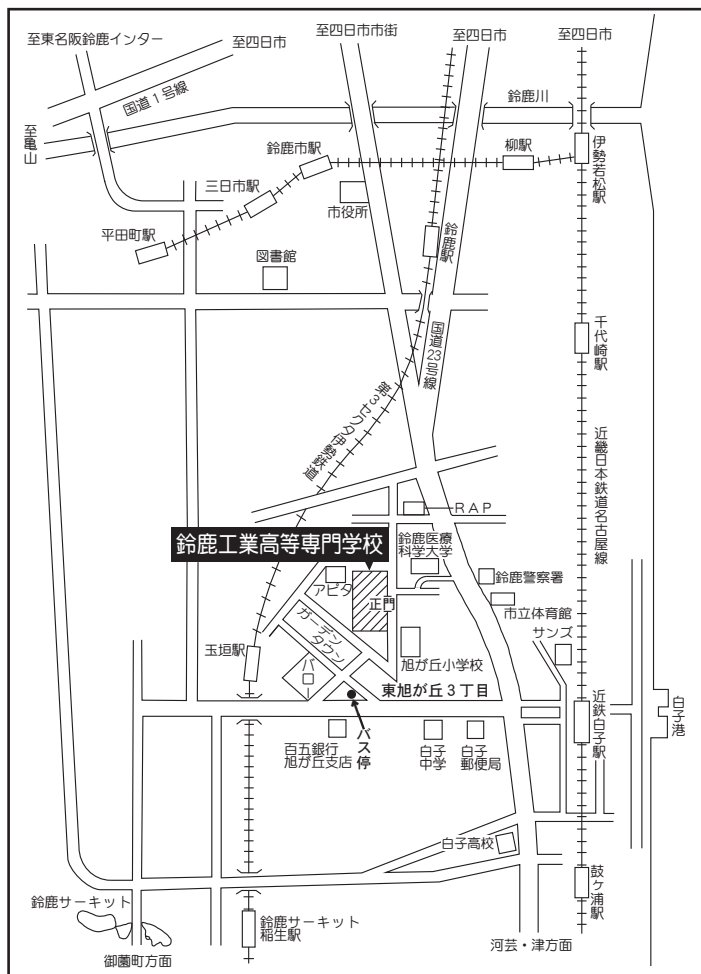 至東名阪鈴鹿インター
至四日市
至四日市市街
至四日市
至四日市
国道1号線
鈴鹿川
至亀山
鈴鹿市駅
柳駅
伊勢若松駅
三日市駅
市役所
平田町駅
鈴鹿駅
図書館
国道23号線
千代崎駅
第3セクタ伊勢鉄道
近畿日本鉄道名古屋線
RAP
鈴鹿工業高等専門学校
鈴鹿医療
科学大学
アピタ
正門
鈴鹿警察署
市立体育館
ガーデン
タウン
サンズ
玉垣駅
バロー
旭が丘小学校
東旭が丘3丁目
近鉄白子駅
白子港
バス停
百五銀行
旭が丘支店
白子
中学
白子
郵便局
白子高校
鼓ヶ浦駅
鈴鹿サーキット
鈴鹿サーキット
稲生駅
御薗町方面
河芸・津方面